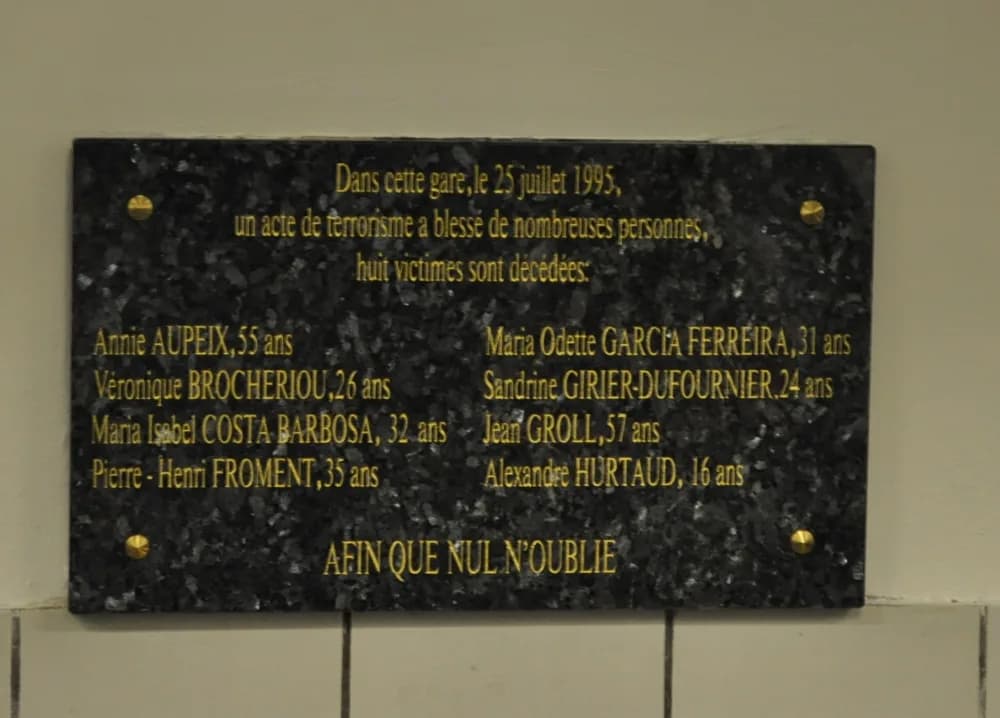 Dans cette gare, le 25 juillet 1995,
un acte de terrorisme a blessé de nombreuses personnes,
huit victimes sont décédées:
Annie AUPEIX, 55 ans
Véronique BROCHERIOU, 26 ans
Maria Isabel COSTA BARBOSA, 32 ans
Pierre - Henri FROMENT, 35 ans
Maria Odette GARCIA FERREIRA, 31 ans
Sandrine GIRIER-DUFOURNIER, 24 ans
Jean GROLL, 57 ans
Alexandre HURTAUD, 16 ans
AFIN QUE NUL N'OUBLIE